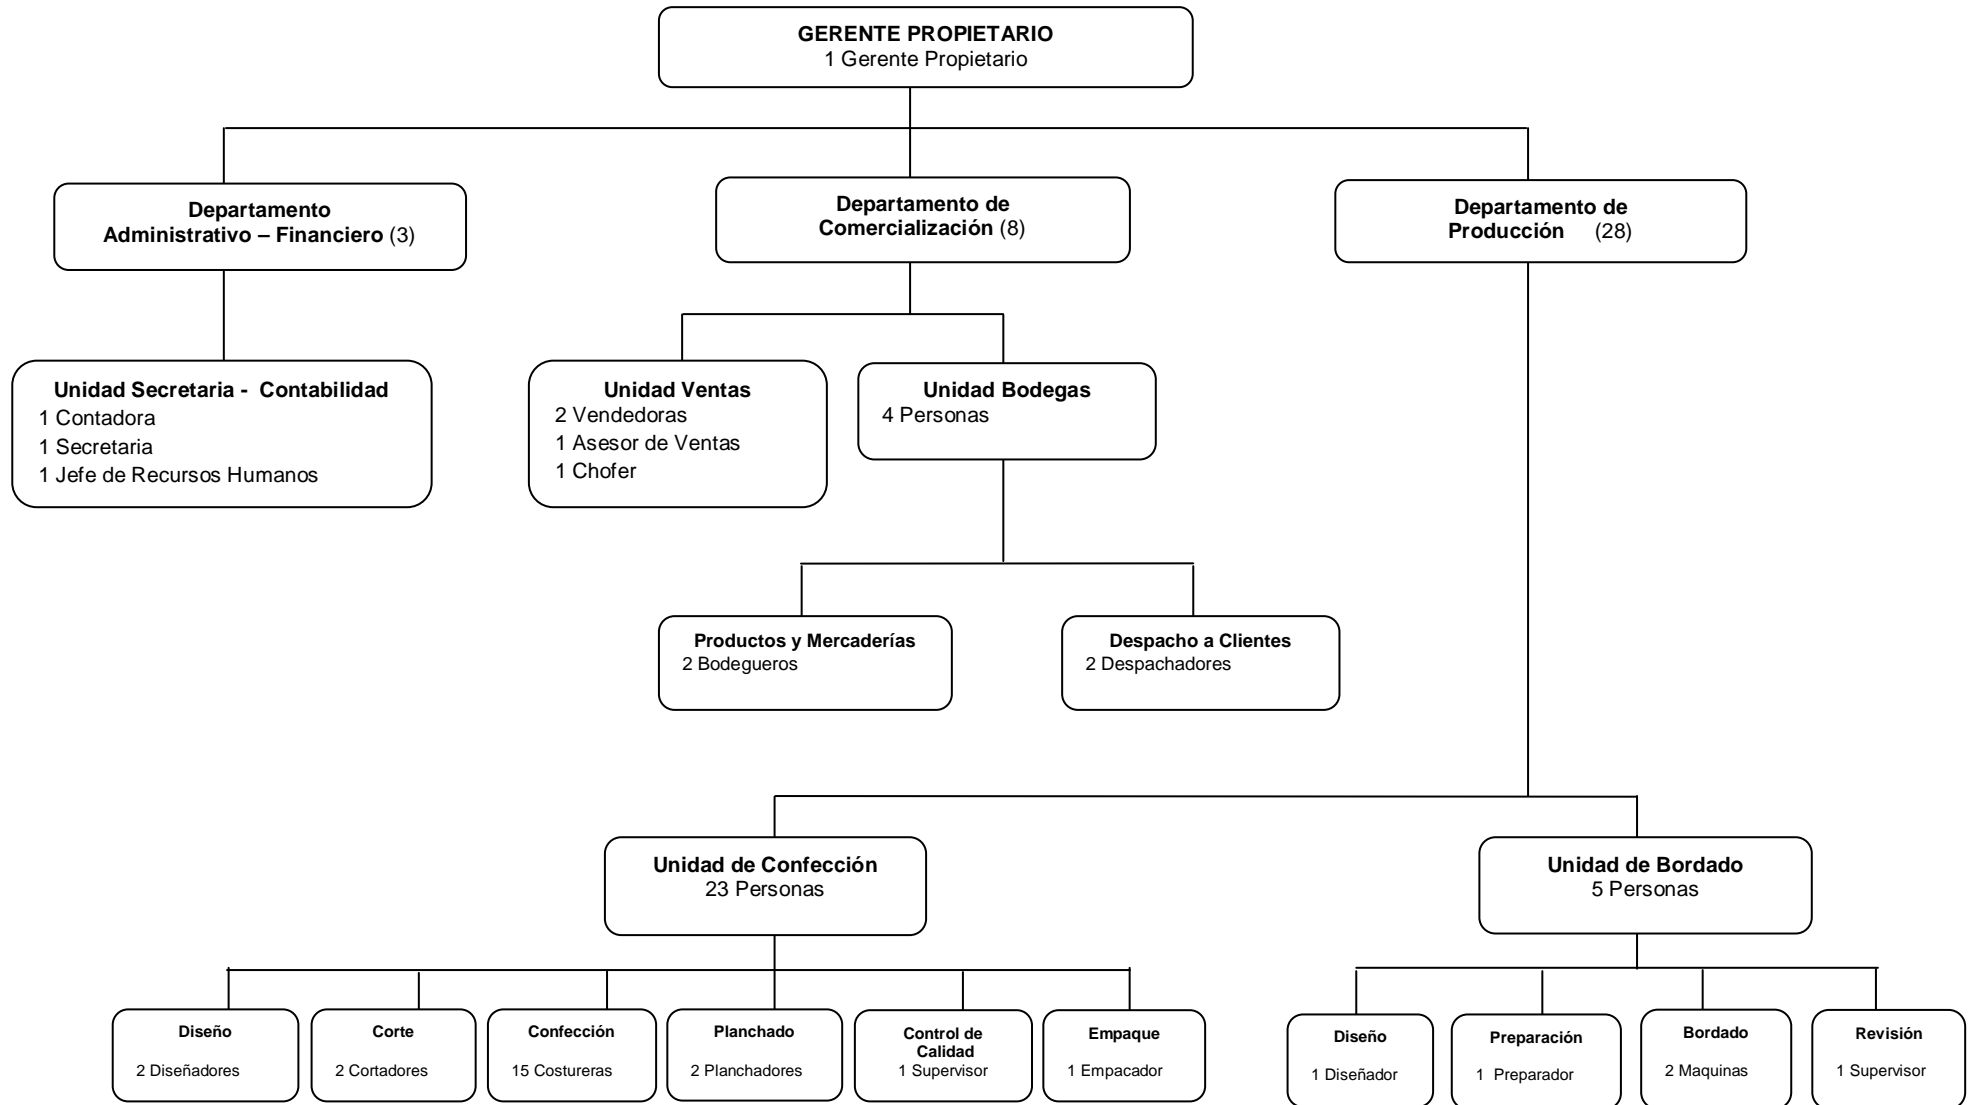 GERENTE PROPIETARIO
1 Gerente Propietario
Departamento
Administrativo – Financiero (3)
Departamento de
Comercialización (8)
Departamento de
Producción (28)
Unidad Secretaria - Contabilidad
1 Contadora
1 Secretaria
1 Jefe de Recursos Humanos
Unidad Ventas
2 Vendedoras
1 Asesor de Ventas
1 Chofer
Unidad Bodegas
4 Personas
Productos y Mercaderías
2 Bodegueros
Despacho a Clientes
2 Despachadores
Unidad de Confección
23 Personas
Unidad de Bordado
5 Personas
Diseño
2 Diseñadores
Corte
2 Cortadores
Confección
15 Costureras
Planchado
2 Planchadores
Control de
Calidad
1 Supervisor
Empaque
1 Empacador
Diseño
1 Diseñador
Preparación
1 Preparador
Bordado
2 Maquinas
Revisión
1 Supervisor